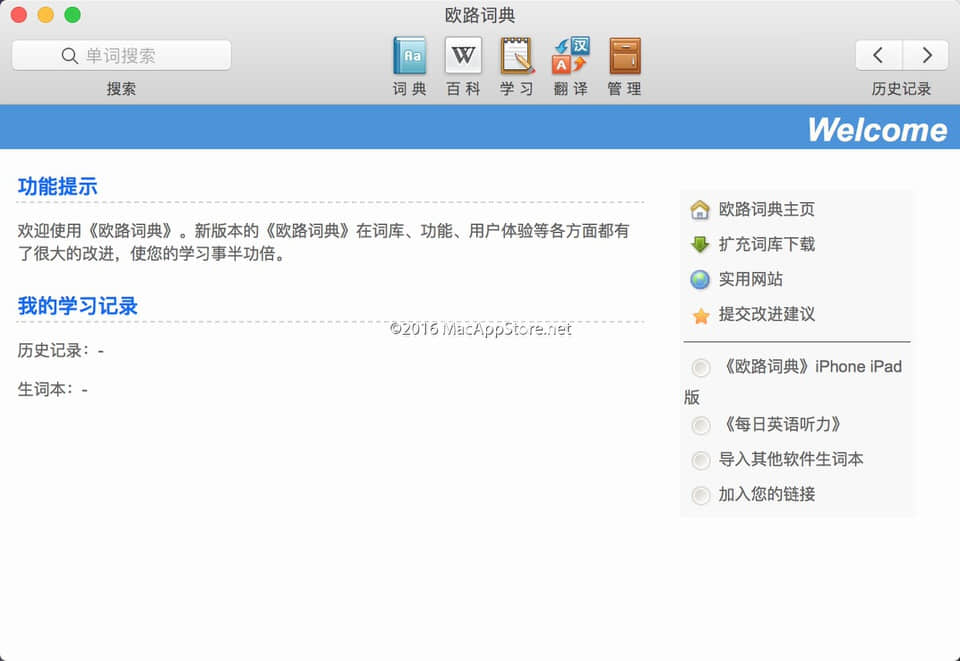 欧路词典
单词搜索
搜索
词典 百科 学习 翻译 管理
历史记录
Welcome
功能提示
欢迎使用《欧路词典》。新版本的《欧路词典》在词库、功能、用户体验等各方面都有
了很大的改进，使您的学习事半功倍。
我的学习记录
历史记录：-
生词本：-
©2016 MacAppStore.net
欧路词典主页
扩充词库下载
实用网站
提交改进建议
《欧路词典》iPhone iPad
版
《每日英语听力》
导入其他软件生词本
加入您的链接
Aa
W
汉
A